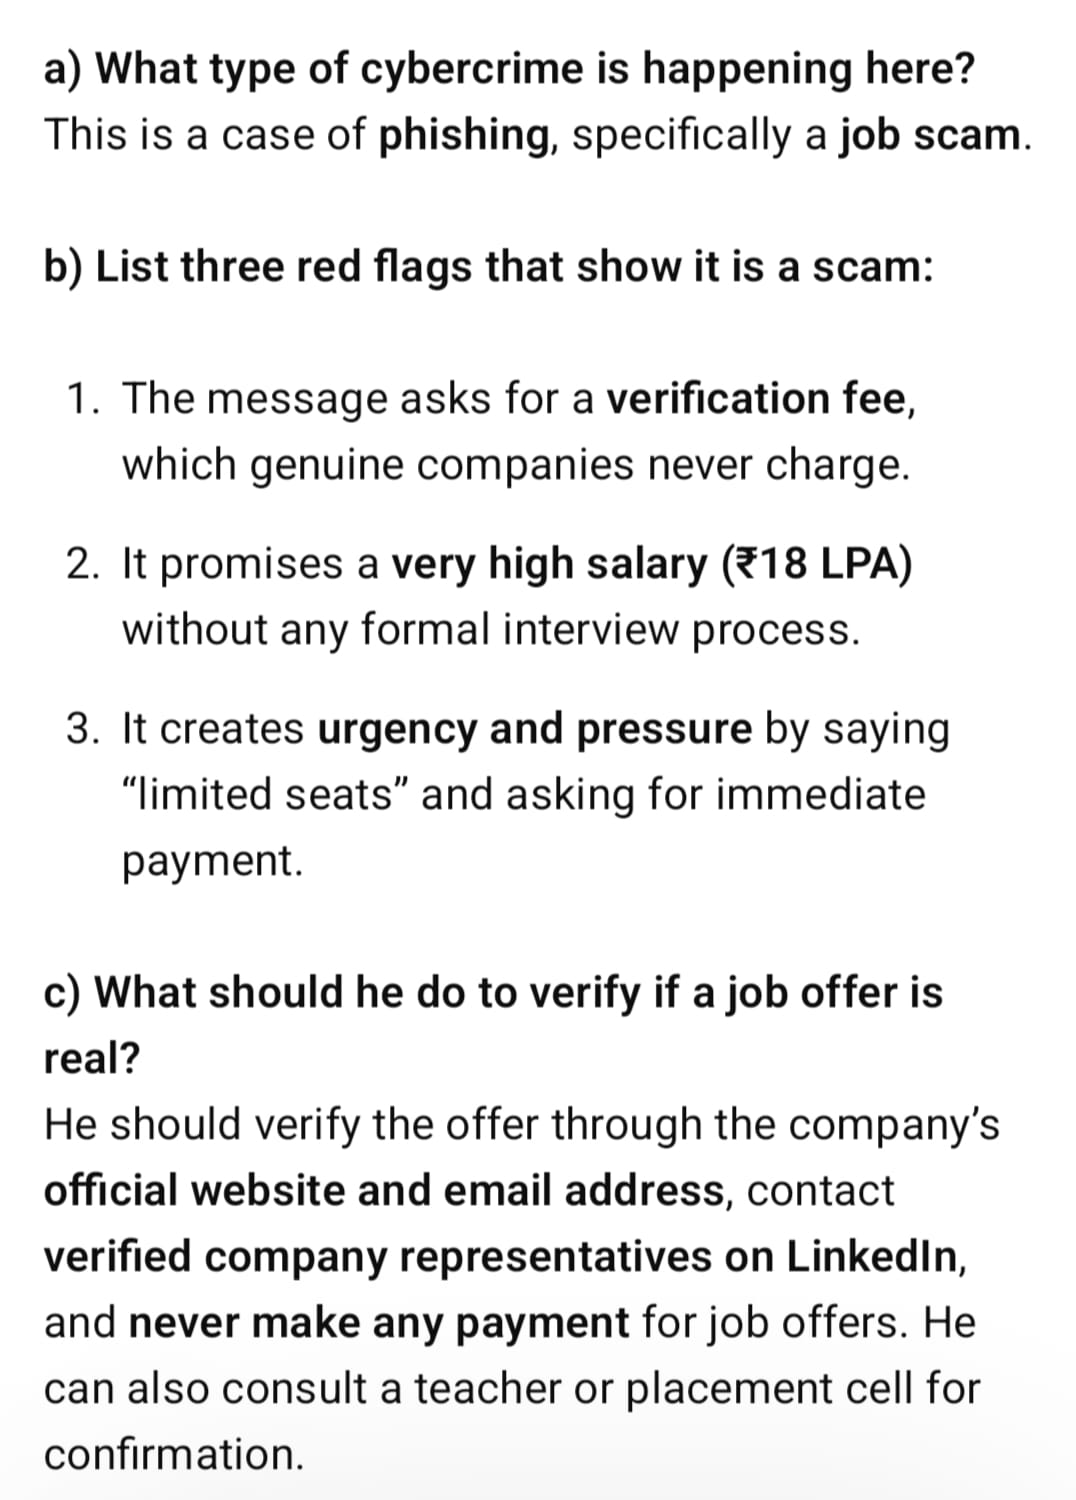 a) What type of cybercrime is happening here?
This is a case of phishing, specifically a job scam.
b) List three red flags that show it is a scam:
1. The message asks for a verification fee,
which genuine companies never charge.
2. It promises a very high salary (₹18 LPA)
without any formal interview process.
3. It creates urgency and pressure by saying
“limited seats” and asking for immediate
payment.
c) What should he do to verify if a job offer is
real?
He should verify the offer through the company’s
official website and email address, contact
verified company representatives on LinkedIn,
and never make any payment for job offers. He
can also consult a teacher or placement cell for
confirmation.